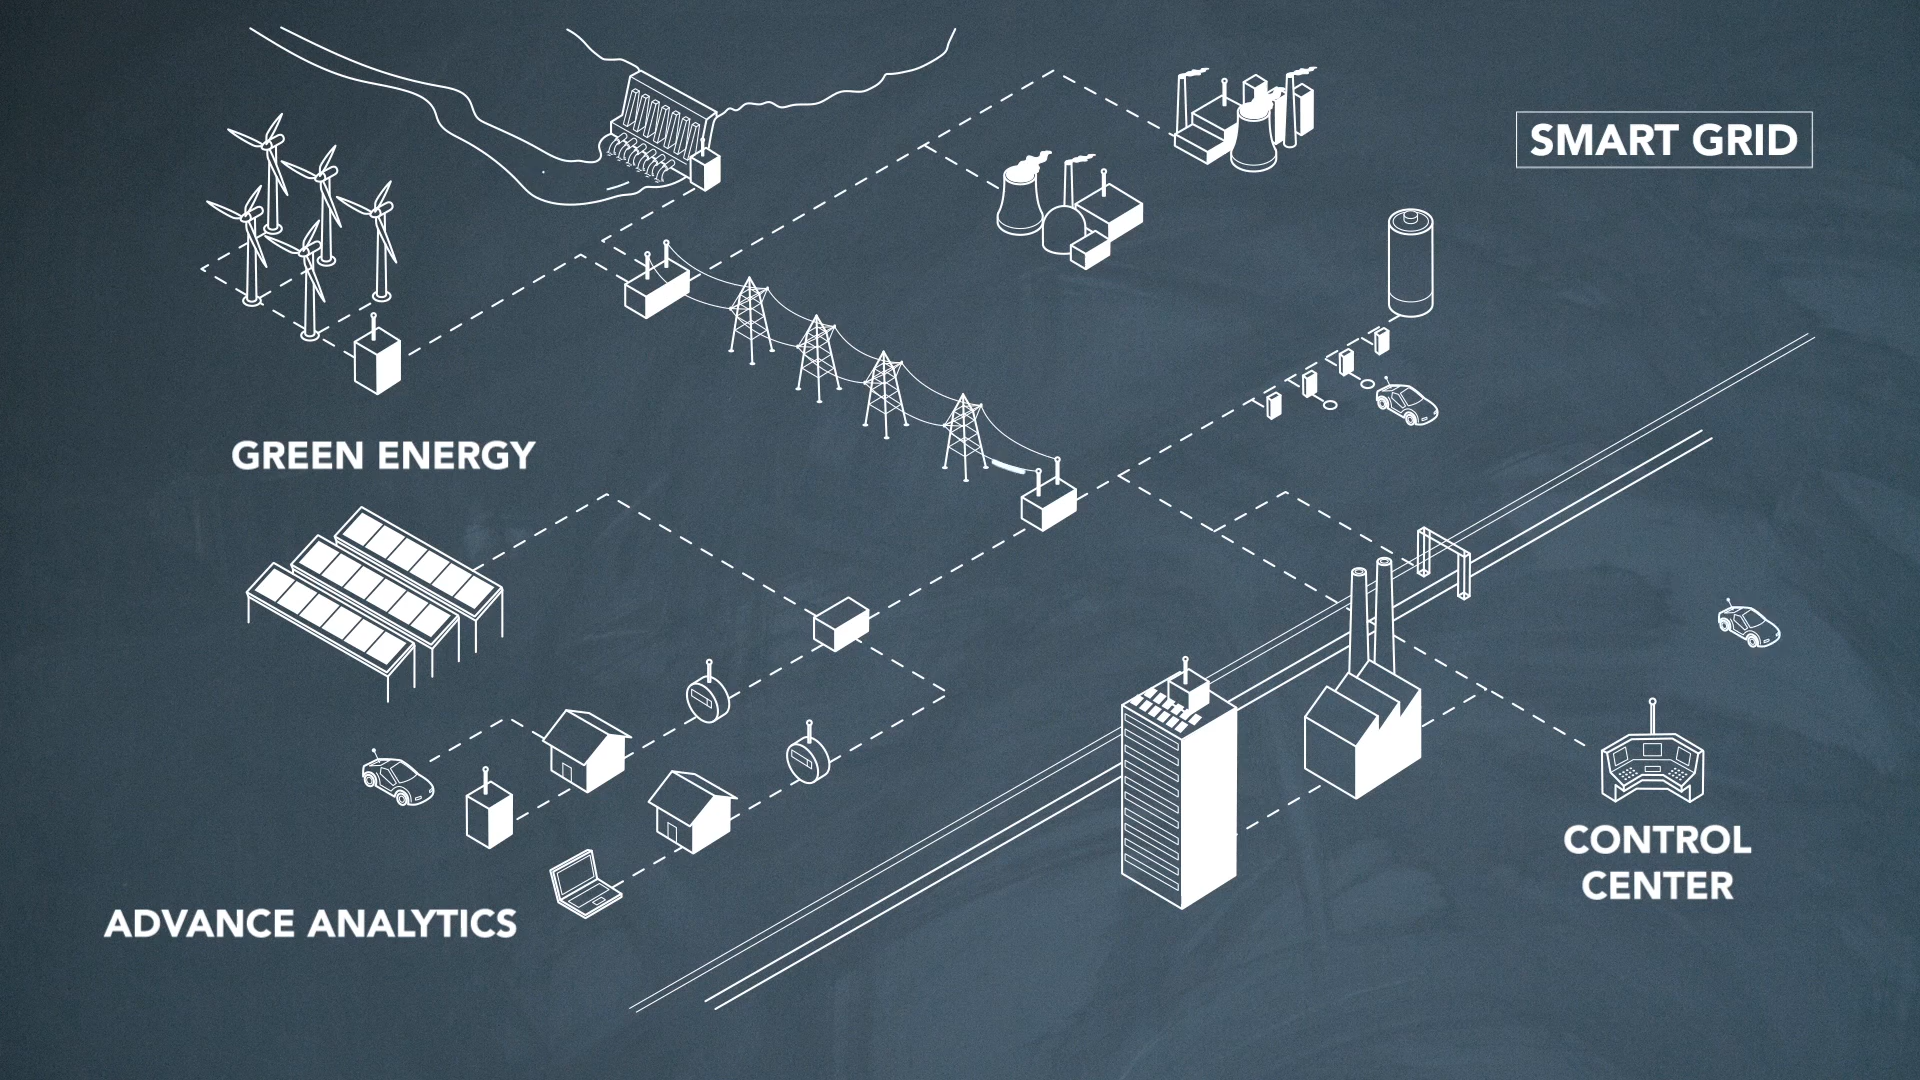 SMART GRID
GREEN ENERGY
CONTROL
CENTER
ADVANCE ANALYTICS